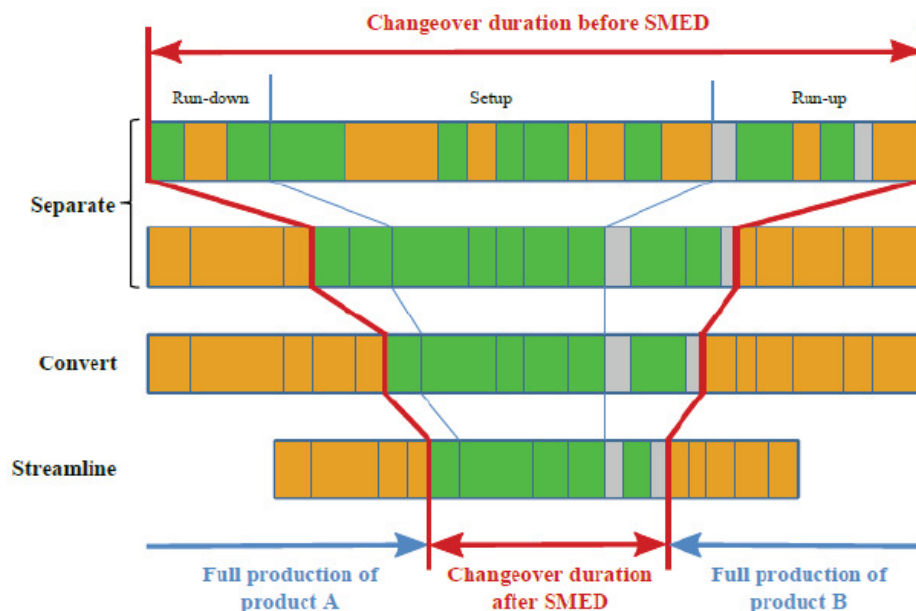 Changeover duration before SMED
Run-down
Setup
Run-up
Separate
Convert
Streamline
Full production of
product A
Changeover duration
after SMED
Full production of
product B